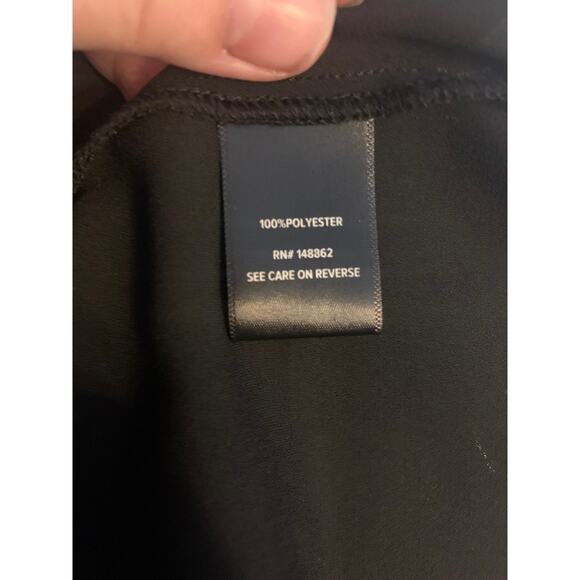 100%POLYESTER
RN# 148862
SEE CARE ON REVERSE